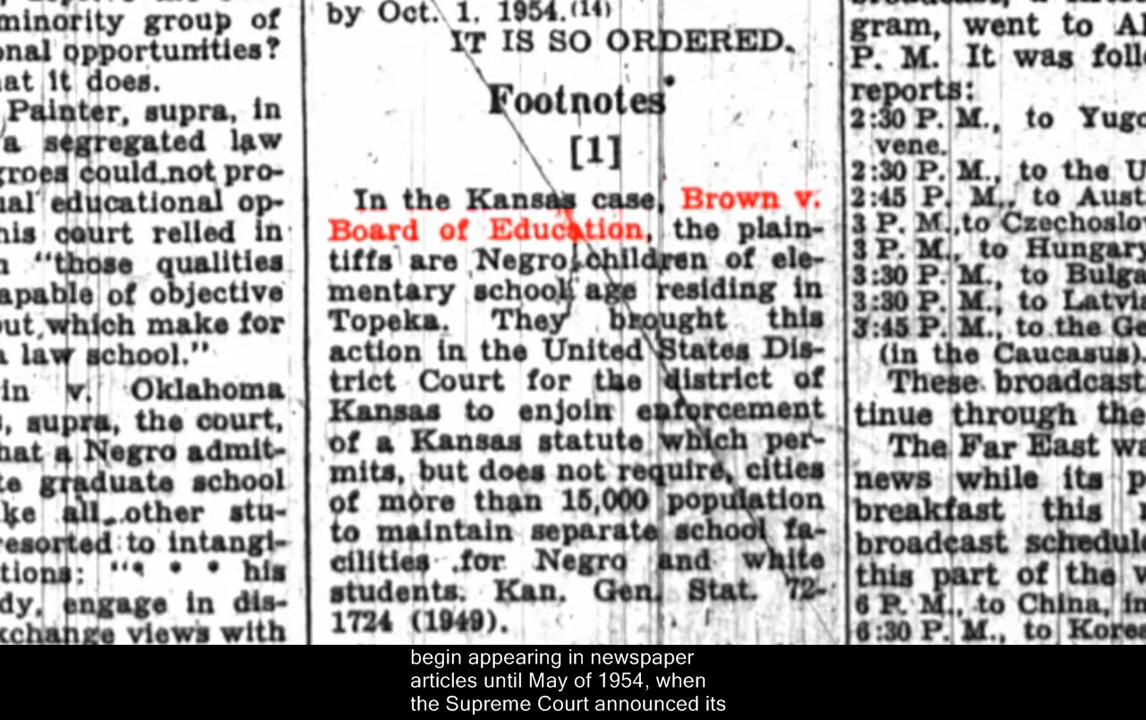 minority group of
onal opportunities?
at it does.
Painter, supra, in
a segregated law
groes could not pro-
ual educational op-
his court relied in
"those qualities
apable of objective
out which make for
law school."
in v. Oklahoma
supra, the court,
hat a Negro admit-
graduate school
ke all other stu-
resorted to intangi-
tions: "* * * his
dy, engage in dis-
xchange views with
by Oct. 1, 1954.(14)
IT IS SO ORDERED.
Footnotes
[1]
In the Kansas case, Brown v.
Board of Education, the plain-
tiffs are Negro children of ele-
mentary school age residing in
Topeka. They brought this
action in the United States Dis-
trict Court for the district of
Kansas to enjoin enforcement
of a Kansas statute which per-
mits, but does not require, cities
of more than 15,000 population
to maintain separate school fa-
cilities for Negro and white
students. Kan. Gen. Stat. 72-
1724 (1949).
gram, went to A
P. M. It was foll
reports:
2:30 P. M., to Yugo
vene.
2:30 P. M., to the U
2:45 P. M., to Aust
3 P. M., to Czechoslo
3 P. M., to Hungary
3:30 P. M., to Bulg
3:30 P. M., to Latvi
3:45 P. M., to the G
(in the Caucasus)
These broadcast
tinue through the
The Far East wa
news while its p
breakfast this
broadcast schedul
this part of the w
6 P. M., to China, i
6:30 P. M., to Kore
begin appearing in newspaper
articles until May of 1954, when
the Supreme Court announced its